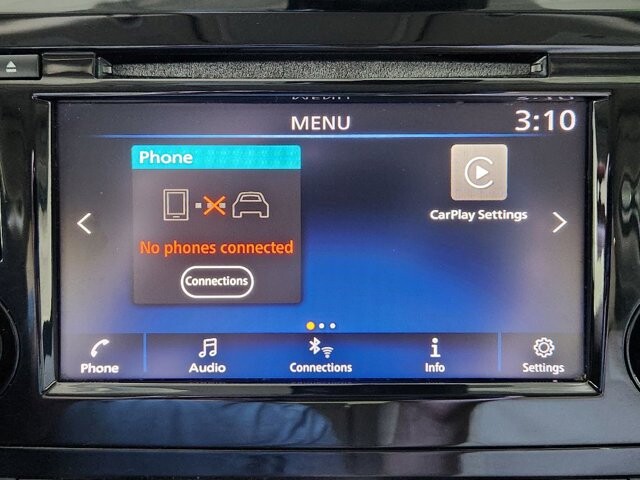 MENU
3:10
Phone
No phones connected
Connections
CarPlay Settings
Phone
Audio
Connections
Info
Settings